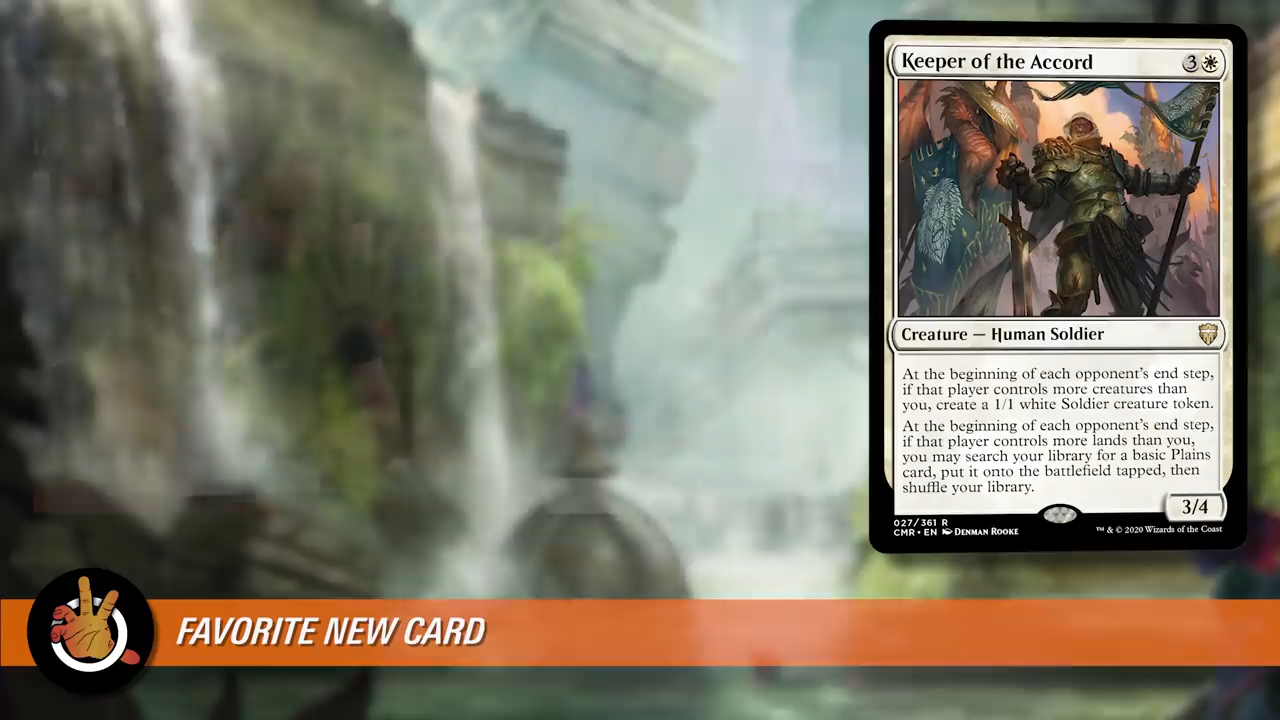 Keeper of the Accord
3
Creature — Human Soldier
At the beginning of each opponent's end step,
if that player controls more creatures than
you, create a 1/1 white Soldier creature token.
At the beginning of each opponent's end step,
if that player controls more lands than you,
you may search your library for a basic Plains
card, put it onto the battlefield tapped, then
shuffle your library.
3/4
027/361 R
CMR • EN Denman Rooke
™ & © 2020 Wizards of the Coast
FAVORITE NEW CARD